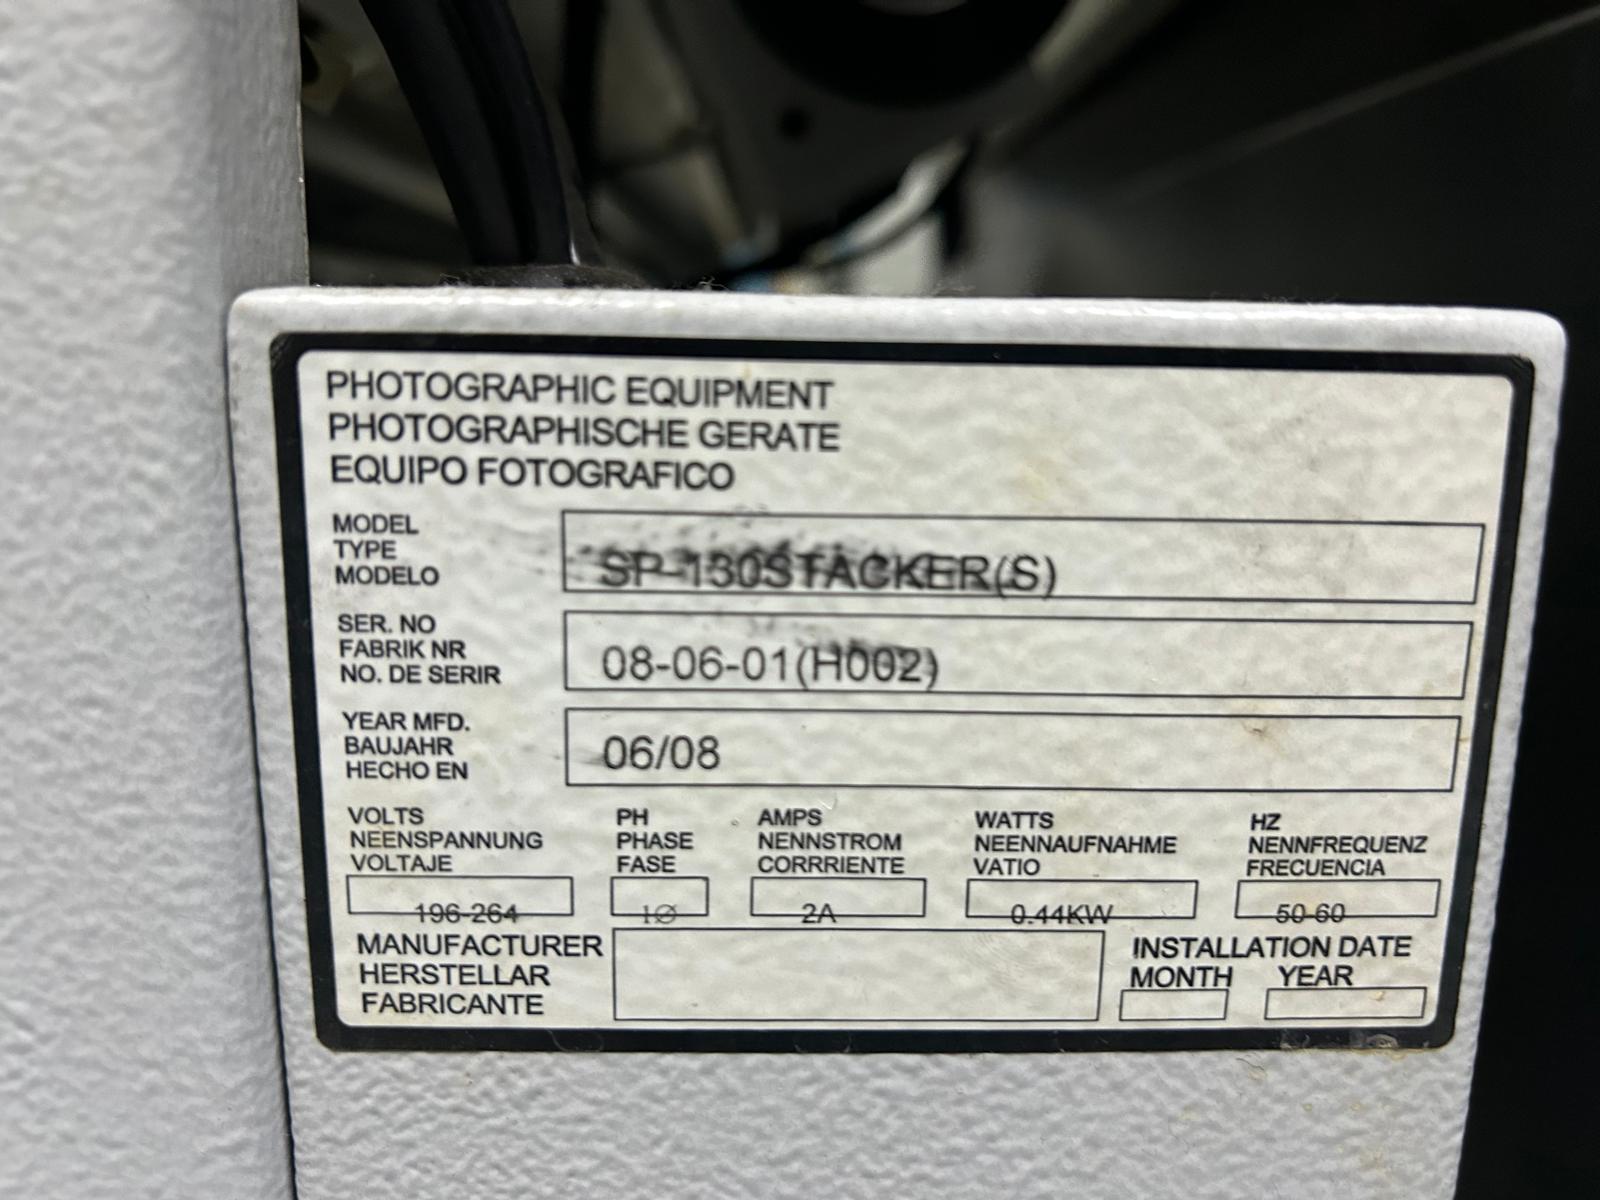 PHOTOGRAPHIC EQUIPMENT
PHOTOGRAPHISCHE GERATE
EQUIPO FOTOGRAFICO
MODEL
TYPE
MODELO
SP-130STACKER(S)
SER. NO
FABRIK NR
NO. DE SERIR
08-06-01(H002)
YEAR MFD.
BAUJAHR
HECHO EN
06/08
VOLTS
NEENSPANNUNG
VOLTAJE
196-264
PH
PHASE
FASE
1Ø
AMPS
NENNSTROM
CORRRIENTE
2A
WATTS
NEENNAUFNAHME
VATIO
0.44KW
HZ
NENNFREQUENZ
FRECUENCIA
50-60
MANUFACTURER
HERSTELLAR
FABRICANTE
INSTALLATION DATE
MONTH YEAR